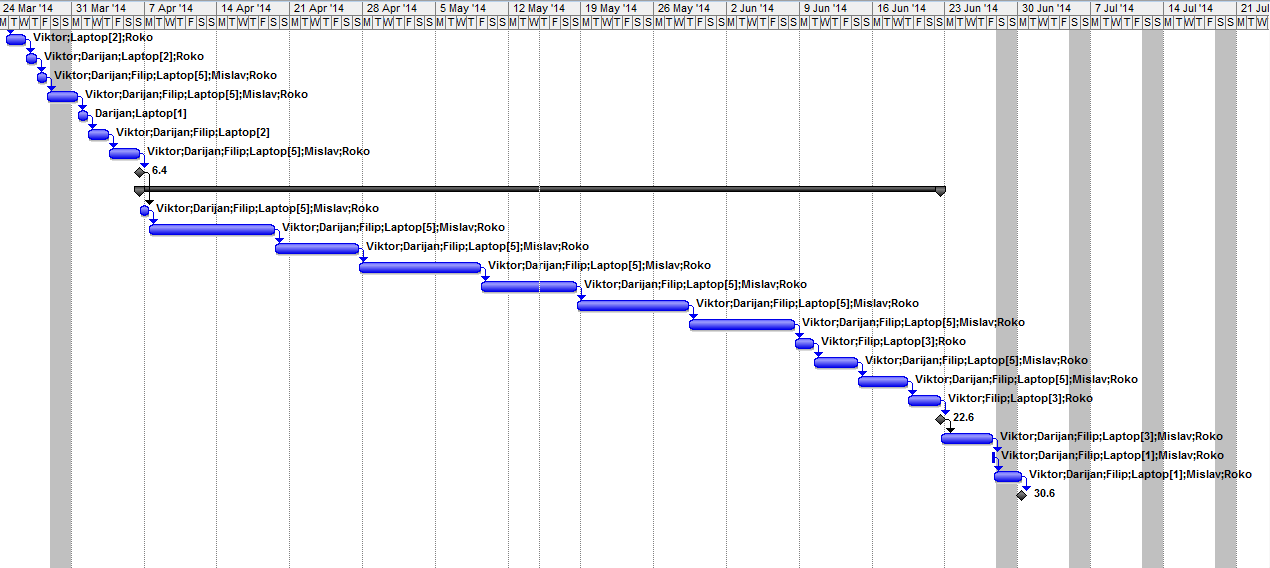 24 Mar '14 31 Mar '14 7 Apr '14 14 Apr '14 21 Apr '14 28 Apr '14 5 May '14 12 May '14 19 May '14 26 May '14 2 Jun '14 9 Jun '14 16 Jun '14 23 Jun '14 30 Jun '14 7 Jul '14 14 Jul '14 21 Jul
M T W T F S S M T W T F S S M T W T F S S M T W T F S S M T W T F S S M T W T F S S M T W T F S S M T W T F S S M T W T F S S M T W T F S S M T W T F S S M T W T F S S M T W T F S S M T W T F S S M T W T F S S M T W T F S S M T W T F S S M T W
Viktor;Laptop[2];Roko
Viktor;Darijan;Laptop[2];Roko
Viktor;Darijan;Filip;Laptop[5];Mislav;Roko
Viktor;Darijan;Filip;Laptop[5];Mislav;Roko
Darijan;Laptop[1]
Viktor;Darijan;Filip;Laptop[2]
Viktor;Darijan;Filip;Laptop[5];Mislav;Roko
6.4
Viktor;Darijan;Filip;Laptop[5];Mislav;Roko
Viktor;Darijan;Filip;Laptop[5];Mislav;Roko
Viktor;Darijan;Filip;Laptop[5];Mislav;Roko
Viktor;Darijan;Filip;Laptop[5];Mislav;Roko
Viktor;Darijan;Filip;Laptop[5];Mislav;Roko
Viktor;Darijan;Filip;Laptop[5];Mislav;Roko
Viktor;Darijan;Filip;Laptop[5];Mislav;Roko
Viktor;Filip;Laptop[3];Roko
Viktor;Darijan;Filip;Laptop[5];Mislav;Roko
Viktor;Darijan;Filip;Laptop[5];Mislav;Roko
Viktor;Filip;Laptop[3];Roko
22.6
Viktor;Darijan;Filip;Laptop[3];Mislav;Roko
Viktor;Darijan;Filip;Laptop[1];Mislav;Roko
Viktor;Darijan;Filip;Laptop[1];Mislav;Roko
30.6